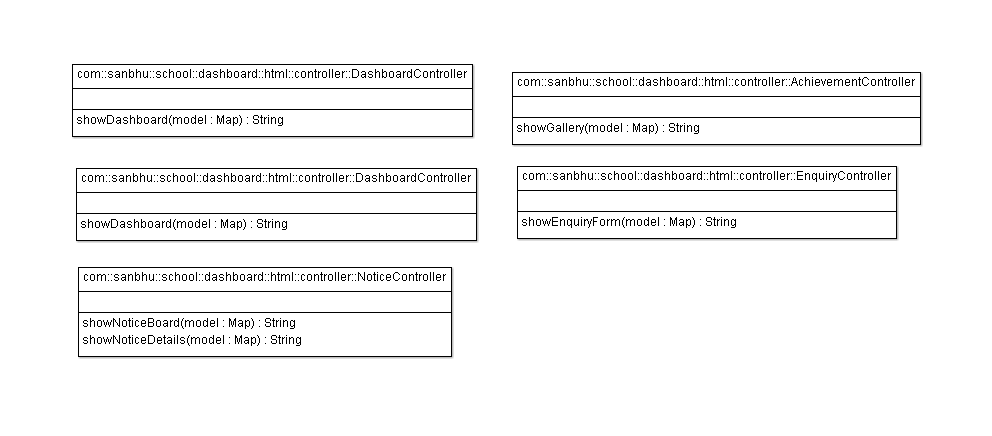 com::sanbhu::school::dashboard::html::controller::DashboardController
showDashboard(model : Map) : String
com::sanbhu::school::dashboard::html::controller::AchievementController
showGallery(model : Map) : String
com::sanbhu::school::dashboard::html::controller::DashboardController
showDashboard(model : Map) : String
com::sanbhu::school::dashboard::html::controller::EnquiryController
showEnquiryForm(model : Map) : String
com::sanbhu::school::dashboard::html::controller::NoticeController
showNoticeBoard(model : Map) : String
showNoticeDetails(model : Map) : String